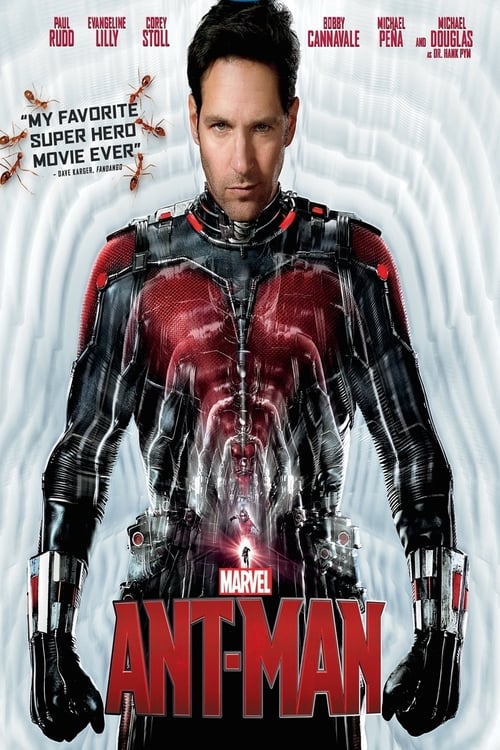 PAUL RUDD
EVANGELINE LILLY
COREY STOLL
BOBBY CANNAVALE
MICHAEL PEÑA
AND MICHAEL DOUGLAS
AS DR. HANK PYM
"MY FAVORITE
SUPER HERO
MOVIE EVER"
- DAVE KARGER, FANDANGO
MARVEL
ANT-MAN